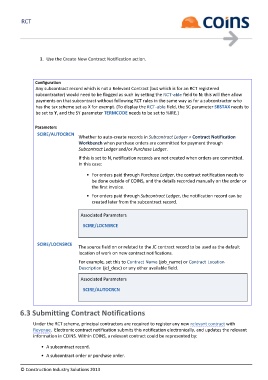 RCT
coins
3. Use the Create New Contract Notification action.
Configuration
Any subcontract record which is not a Relevant Contract (but which is for an RCT registered
subcontractor) would need to be flagged as such by setting the RCT-able field to N: this will then allow
payments on that subcontract without following RCT rules in the same way as for a subcontractor who
has the tax scheme set as X for exempt. (To display the RCT-able field, the SC parameter SBSTAX needs to
be set to Y, and the SY parameter TERMCODE needs to be set to %IRE.)
Parameters
SCIRE/AUTOCRCN
Whether to auto-create records in Subcontract Ledger > Contract Notification
Workbench when purchase orders are committed for payment through
Subcontract Ledger and/or Purchase Ledger.
If this is set to N, notification records are not created when orders are committed.
In this case:
• For orders paid through Purchase Ledger, the contract notification needs to
be done outside of COINS, and the details recorded manually on the order or
the first invoice.
• For orders paid through Subcontract Ledger, the notification record can be
created later from the subcontract record.
Associated Parameters
SCIRE/LOCNSRCE
SCIRE/LOCNSRCE
The source field on or related to the JC contract record to be used as the default
location of work on new contract notifications.
For example, set this to Contract Name (job_name) or Contract Location
Description (jcl_desc) or any other available field.
Associated Parameters
SCIRE/AUTOCRCN
6.3 Submitting Contract Notifications
Under the RCT scheme, principal contractors are required to register any new relevant contract with
Revenue. Electronic contract notification submits this notification electronically, and updates the relevant
information in COINS. Within COINS, a relevant contract could be represented by:
• A subcontract record.
• A subcontract order or purchase order.
© Construction Industry Solutions 2013